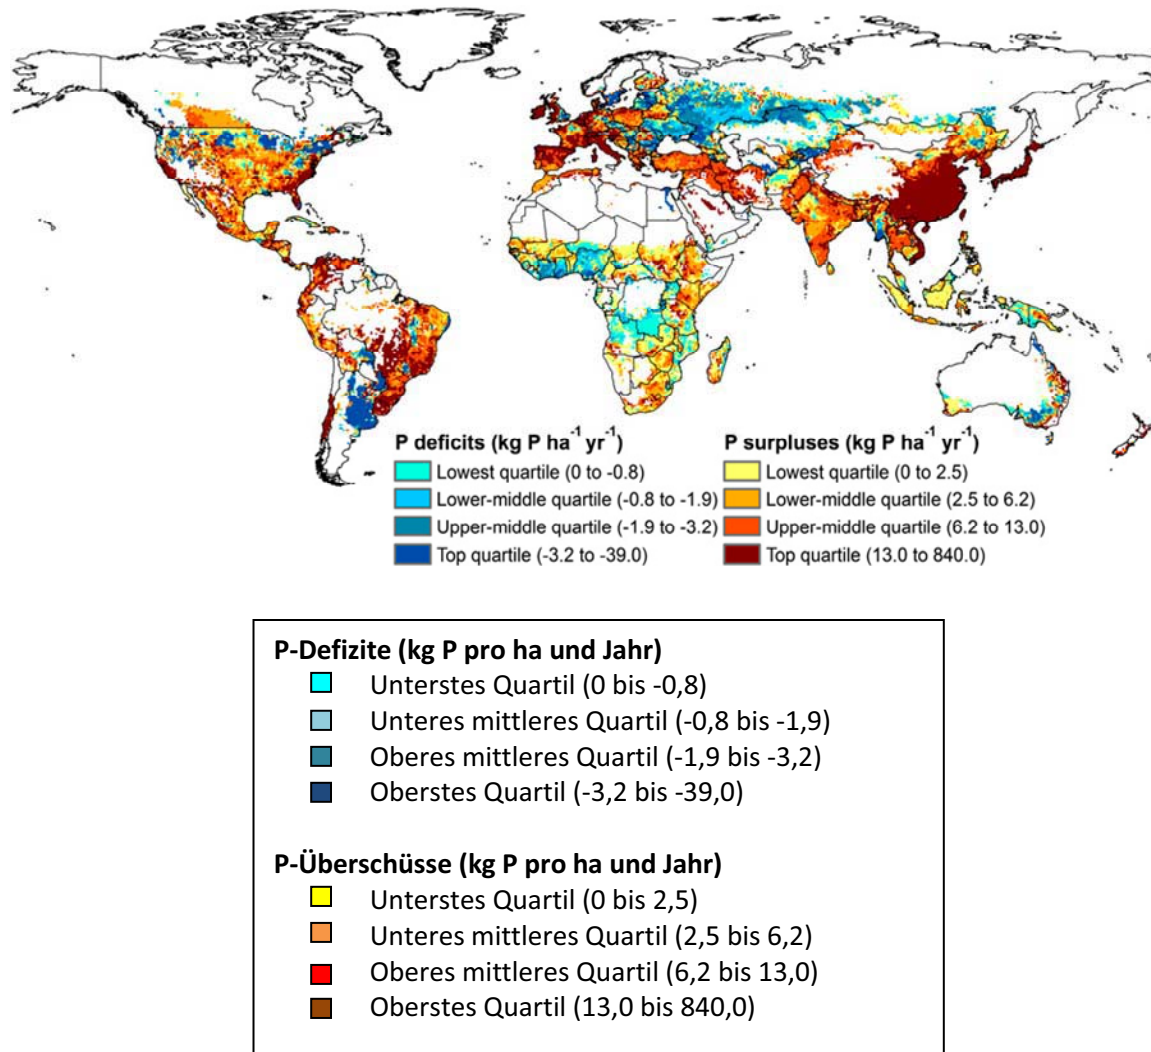 P deficits (kg P ha⁻¹ yr⁻¹)
Lowest quartile (0 to -0.8)
Lower-middle quartile (-0.8 to -1.9)
Upper-middle quartile (-1.9 to -3.2)
Top quartile (-3.2 to -39.0)
P surpluses (kg P ha⁻¹ yr⁻¹)
Lowest quartile (0 to 2.5)
Lower-middle quartile (2.5 to 6.2)
Upper-middle quartile (6.2 to 13.0)
Top quartile (13.0 to 840.0)
P-Defizite (kg P pro ha und Jahr)
Unterstes Quartil (0 bis -0,8)
Unteres mittleres Quartil (-0,8 bis -1,9)
Oberes mittleres Quartil (-1,9 bis -3,2)
Oberstes Quartil (-3,2 bis -39,0)
P-Überschüsse (kg P pro ha und Jahr)
Unterstes Quartil (0 bis 2,5)
Unteres mittleres Quartil (2,5 bis 6,2)
Oberes mittleres Quartil (6,2 bis 13,0)
Oberstes Quartil (13,0 bis 840,0)